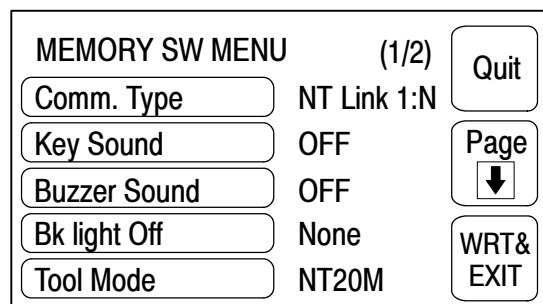 MEMORY SW MENU (1/2) Quit
Comm. Type NT Link 1:N
Key Sound OFF Page
Buzzer Sound OFF
Bk light Off None
WRT&
Tool Mode NT20M EXIT